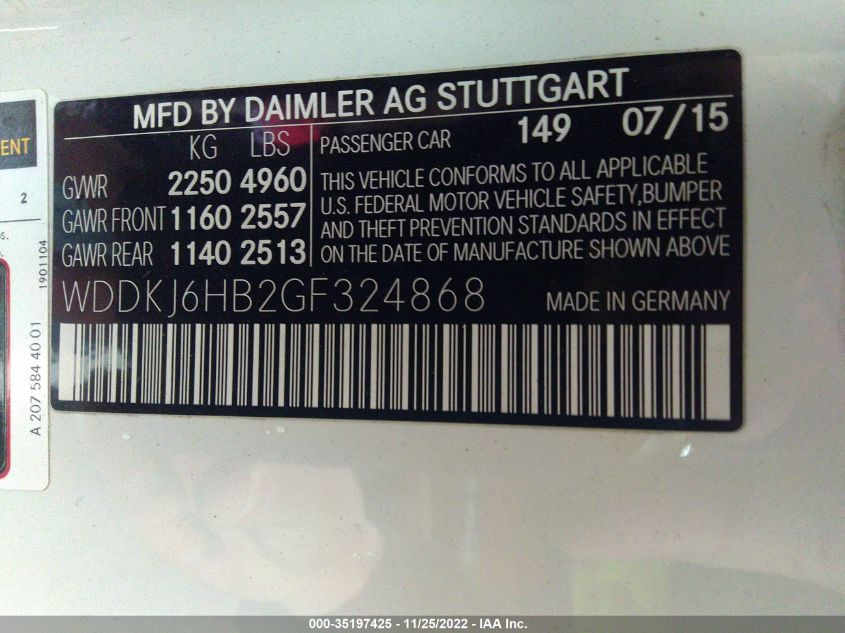 MFD BY DAIMLER AG STUTTGART
KG LBS
GVWR 2250 4960
GAWR FRONT 1160 2557
GAWR REAR 1140 2513
PASSENGER CAR 149 07/15
THIS VEHICLE CONFORMS TO ALL APPLICABLE
U.S. FEDERAL MOTOR VEHICLE SAFETY,BUMPER
AND THEFT PREVENTION STANDARDS IN EFFECT
ON THE DATE OF MANUFACTURE SHOWN ABOVE
WDDKJ6HB2GF324868 MADE IN GERMANY
ENT
2
s.
1901104
A 207 584 40 01
000-35197425 - 11/25/2022 - IAA Inc.